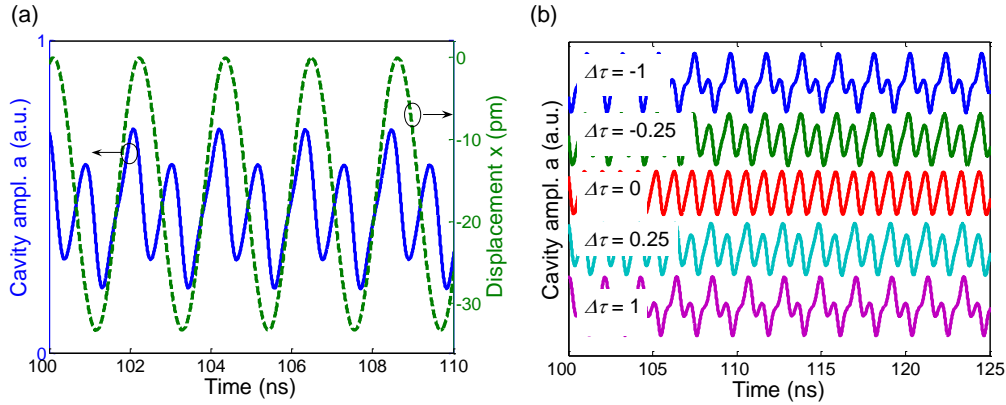 (a)
1
0
Cavity ampl. a (a.u.)
0
-10
-20
-30
Displacement x (pm)
100
102
104
106
108
110
Time (ns)
(b)
Cavity ampl. a (a.u.)
Δτ = -1
Δτ = -0.25
Δτ = 0
Δτ = 0.25
Δτ = 1
100
105
110
115
120
125
Time (ns)